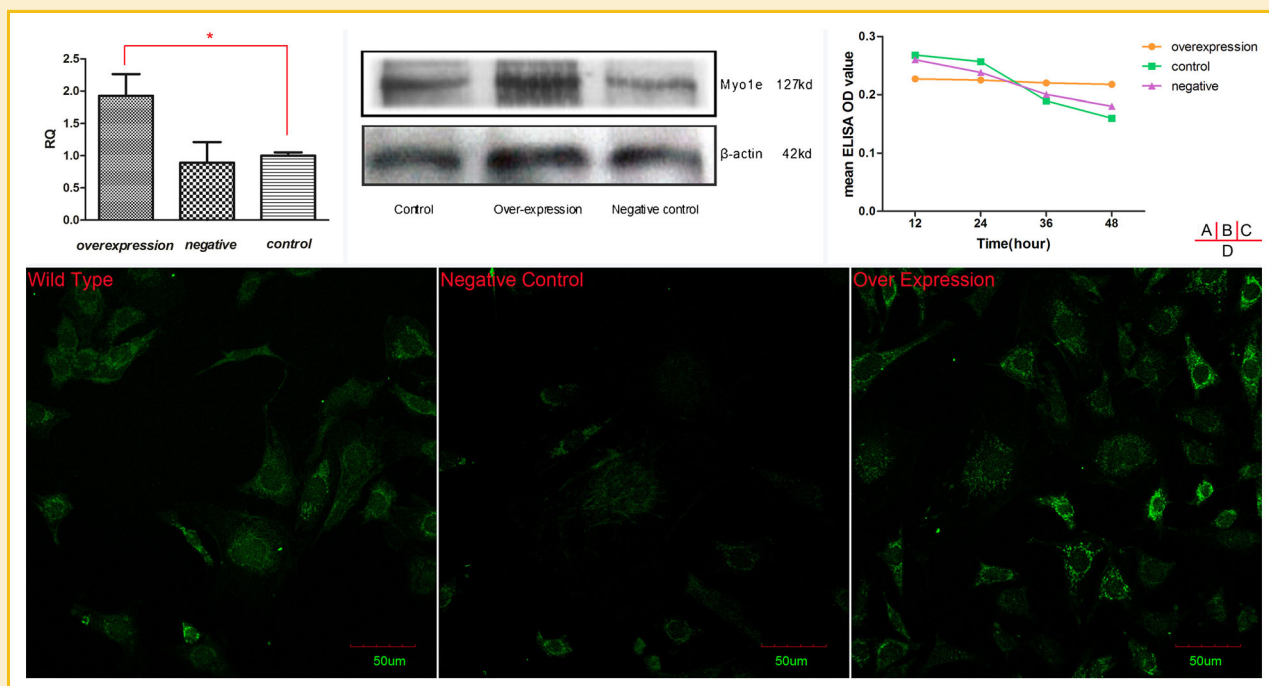 *
2.5
2.0
1.5
1.0
0.5
0.0
RQ
overexpression negative control
Myo1e 127kd
β-actin 42kd
Control Over-expression Negative control
0.3
0.2
0.1
0.0
mean ELISA OD value
12 24 36 48
Time(hour)
overexpression
control
negative
A B C
D
Wild Type
Negative Control
Over Expression
50um
50um
50um